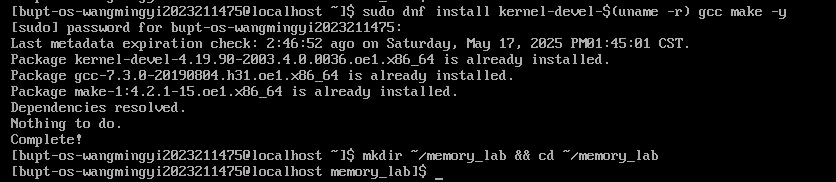 [bupt-os-wangmingyi2023211475@localhost ~]$ sudo dnf install kernel-devel-$(uname -r) gcc make -y
[sudo] password for bupt-os-wangmingyi2023211475:
Last metadata expiration check: 2:46:52 ago on Saturday, May 17, 2025 PM01:45:01 CST.
Package kernel-devel-4.19.90-2003.4.0.0036.oe1.x86_64 is already installed.
Package gcc-7.3.0-20190804.h31.oe1.x86_64 is already installed.
Package make-1:4.2.1-15.oe1.x86_64 is already installed.
Dependencies resolved.
Nothing to do.
Complete!
[bupt-os-wangmingyi2023211475@localhost ~]$ mkdir ~/memory_lab && cd ~/memory_lab
[bupt-os-wangmingyi2023211475@localhost memory_lab]$ _